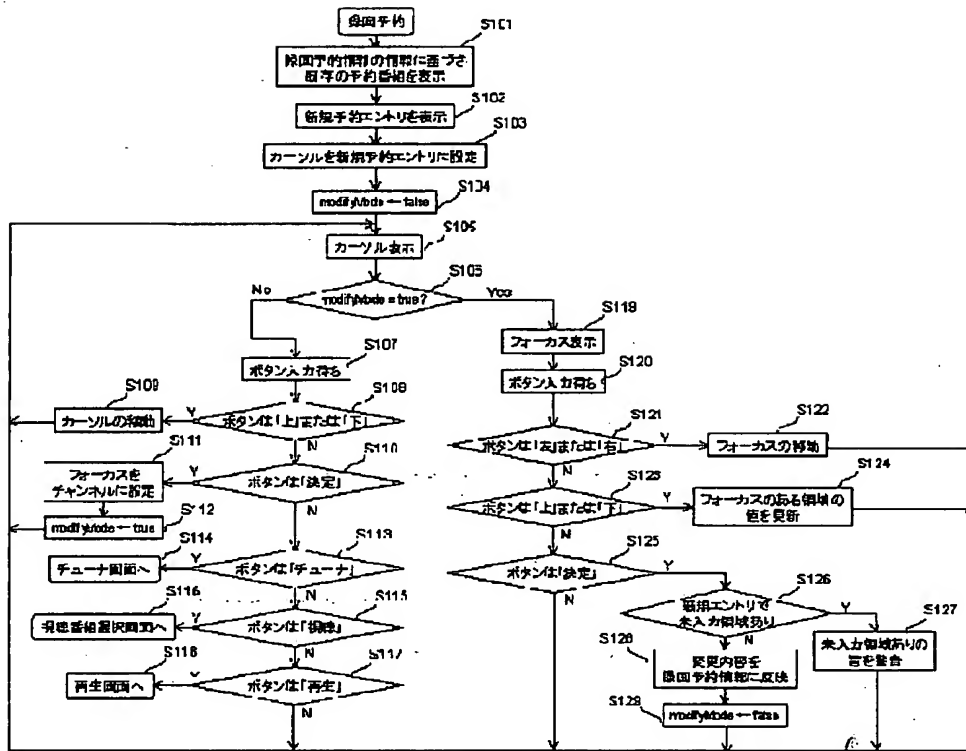 録画予約
S101
録画予約情報の情報に基づき
既存の予約番組を表示
S102
新規予約エントリを表示
S103
カーソルを新規予約エントリに設定
S104
modifyMode ← false
S105
カーソル表示
S105
No
modifyMode = true?
Yes
S119
フォーカス表示
S107
ボタン入力待ち
S120
ボタン入力待ち
S109
カーソルの移動
Y
S108
ボタンは「上」または「下」
N
S121
ボタンは「左」または「右」
Y
N
S122
フォーカスの移動
S111
フォーカスを
チャンネルに設定
Y
S110
ボタンは「決定」
N
S123
ボタンは「上」または「下」
Y
N
S124
フォーカスのある領域の
値を更新
S112
modifyMode ← true
S114
チューナ画面へ
Y
S113
ボタンは「チューナ」
N
S125
ボタンは「決定」
Y
N
S126
新規エントリで
未入力領域あり
Y
N
S127
未入力領域ありの
旨を警告
S116
視聴番組選択画面へ
Y
S115
ボタンは「視聴」
N
S128
変更内容を
録画予約情報に反映
S118
再生画面へ
Y
S117
ボタンは「再生」
N
S129
modifyMode ← false